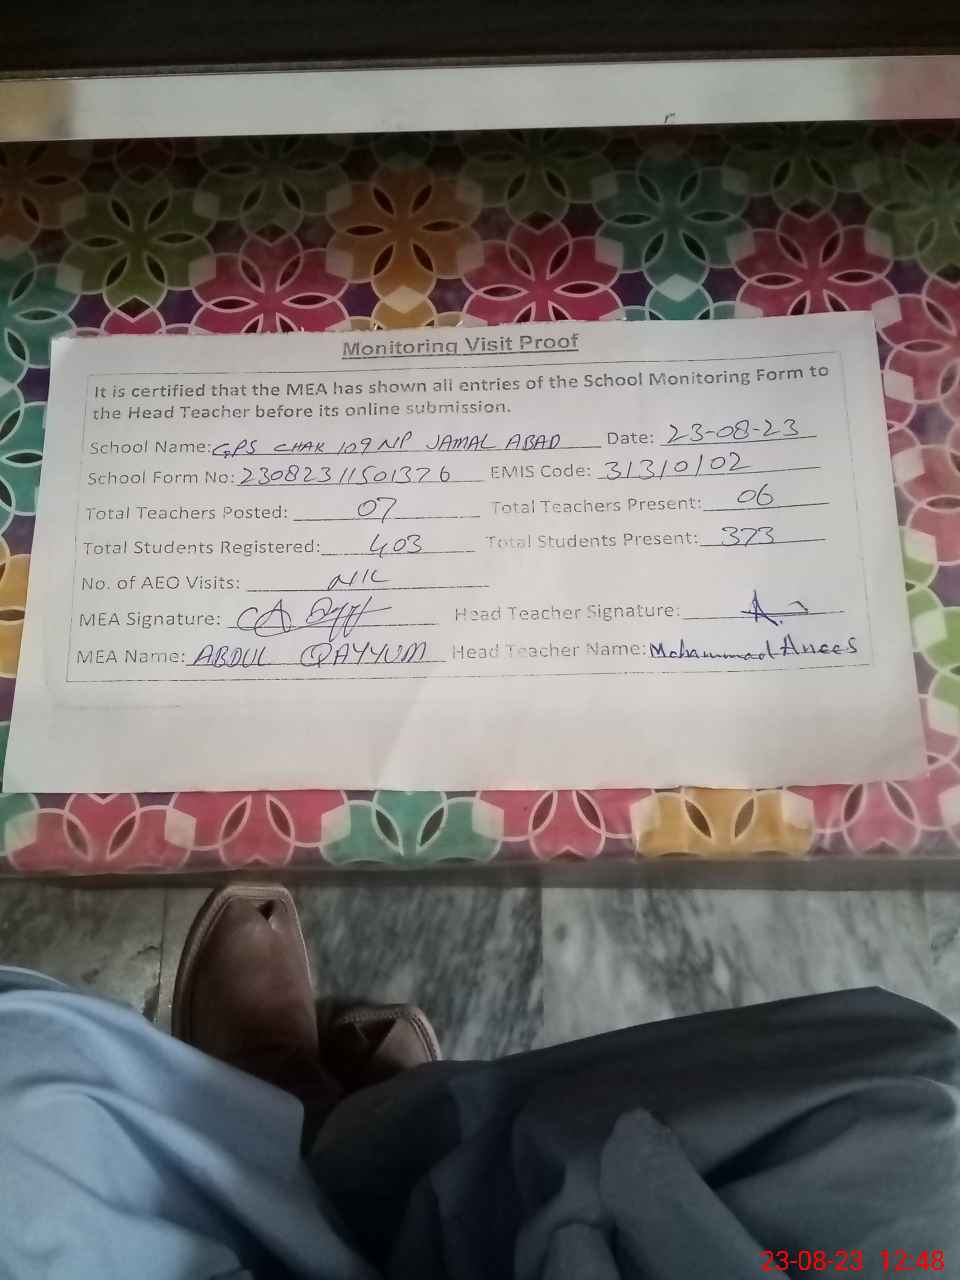 Monitoring Visit Proof
It is certified that the MEA has shown all entries of the School Monitoring Form to
the Head Teacher before its online submission.
School Name: GPS CHAK 109 NP JAMAL ABAD Date: 23-08-23
School Form No: 23082311501376 EMIS Code: 31310102
Total Teachers Posted: 07 Total Teachers Present: 06
Total Students Registered: 403 Total Students Present: 373
No. of AEO Visits: NIL
MEA Signature: Head Teacher Signature:
MEA Name: ABDUL QAYYUM Head Teacher Name: Mohammad Anees
23-08-23 12:48